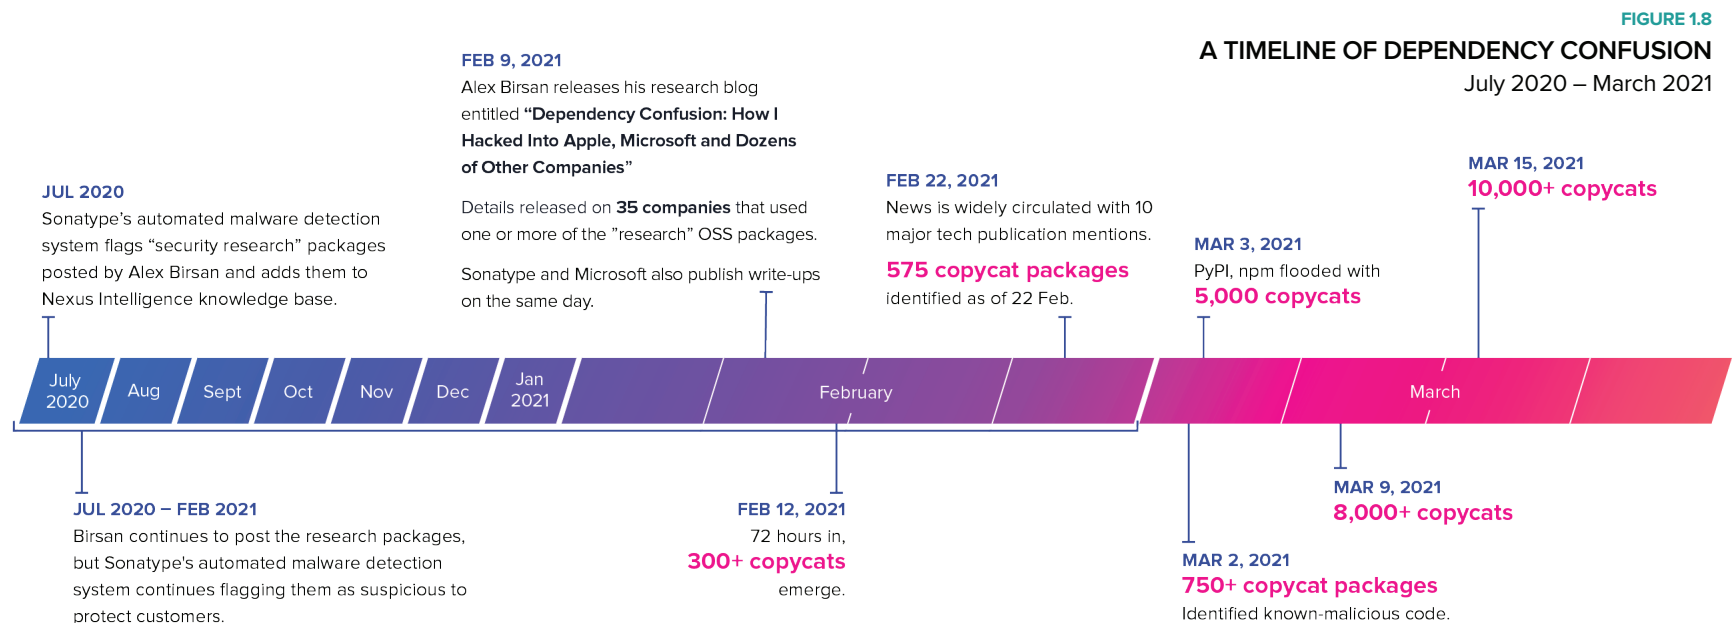 FIGURE 1.8
A TIMELINE OF DEPENDENCY CONFUSION
July 2020 – March 2021
JUL 2020
Sonatype's automated malware detection
system flags “security research” packages
posted by Alex Birsan and adds them to
Nexus Intelligence knowledge base.
FEB 9, 2021
Alex Birsan releases his research blog
entitled “Dependency Confusion: How I
Hacked Into Apple, Microsoft and Dozens
of Other Companies”
Details released on 35 companies that used
one or more of the ”research” OSS packages.
Sonatype and Microsoft also publish write-ups
on the same day.
FEB 22, 2021
News is widely circulated with 10
major tech publication mentions.
575 copycat packages
identified as of 22 Feb.
MAR 3, 2021
PyPI, npm flooded with
5,000 copycats
MAR 15, 2021
10,000+ copycats
July
2020
Aug
Sept
Oct
Nov
Dec
Jan
2021
February
March
JUL 2020 – FEB 2021
Birsan continues to post the research packages,
but Sonatype's automated malware detection
system continues flagging them as suspicious to
protect customers.
FEB 12, 2021
72 hours in,
300+ copycats
emerge.
MAR 2, 2021
750+ copycat packages
Identified known-malicious code.
MAR 9, 2021
8,000+ copycats